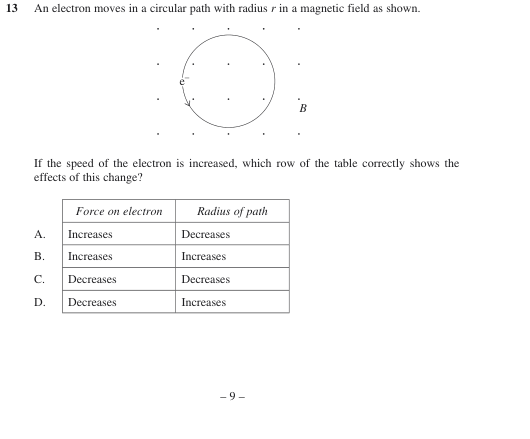 13 An electron moves in a circular path with radius r in a magnetic field as shown.
e⁻
B
If the speed of the electron is increased, which row of the table correctly shows the
effects of this change?
Force on electron Radius of path
A. Increases Decreases
B. Increases Increases
C. Decreases Decreases
D. Decreases Increases
– 9 –